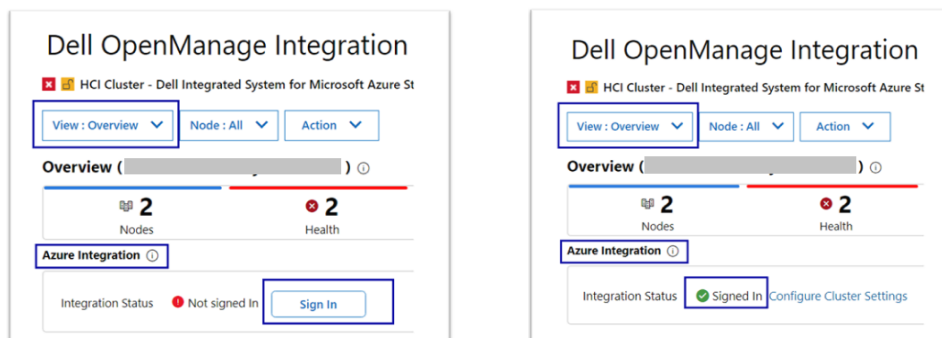 Dell OpenManage Integration
HCI Cluster - Dell Integrated System for Microsoft Azure St
View : Overview Node : All Action
Overview ( )
2 2
Nodes Health
Azure Integration
Integration Status Not signed In Sign In
Dell OpenManage Integration
HCI Cluster - Dell Integrated System for Microsoft Azure St
View : Overview Node : All Action
Overview ( )
2 2
Nodes Health
Azure Integration
Integration Status Signed In Configure Cluster Settings